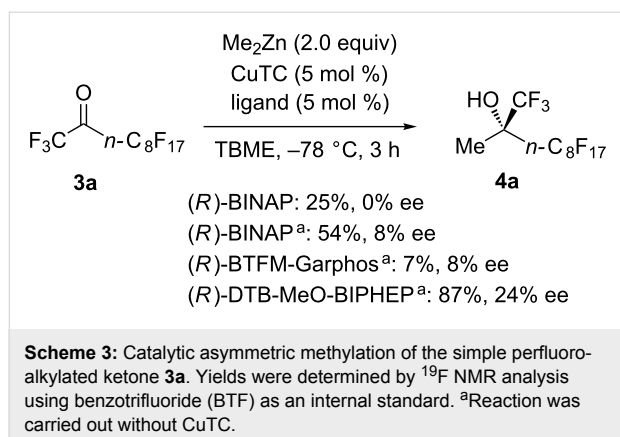 Me₂Zn (2.0 equiv)
CuTC (5 mol %)
ligand (5 mol %)
TBME, –78 °C, 3 h
O
F₃C n-C₈F₁₇
3a
HO CF₃
Me n-C₈F₁₇
4a
(R)-BINAP: 25%, 0% ee
(R)-BINAPᵃ: 54%, 8% ee
(R)-BTFM-Garphosᵃ: 7%, 8% ee
(R)-DTB-MeO-BIPHEPᵃ: 87%, 24% ee
Scheme 3: Catalytic asymmetric methylation of the simple perfluoro-
alkylated ketone 3a. Yields were determined by ¹⁹F NMR analysis
using benzotrifluoride (BTF) as an internal standard. ᵃReaction was
carried out without CuTC.